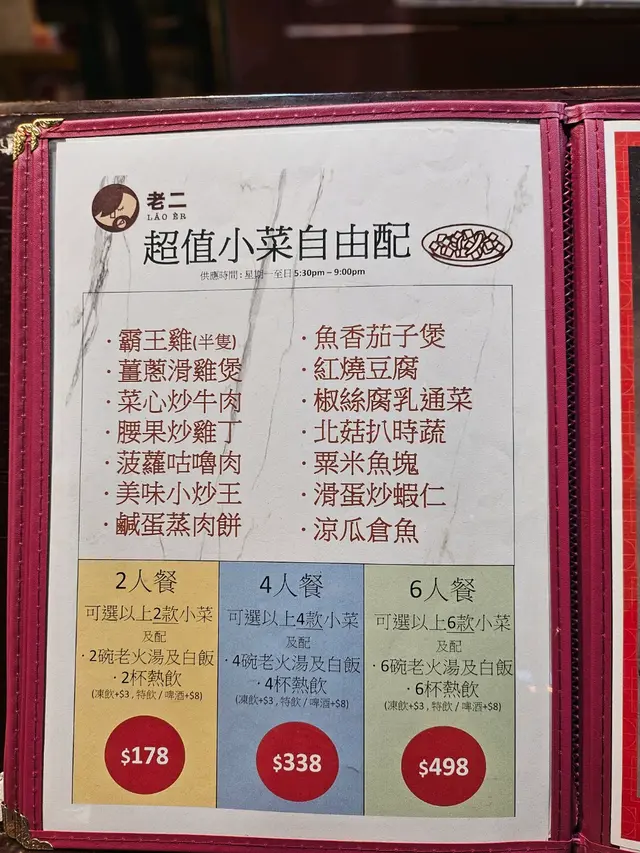 老二
LǍO ÈR
超值小菜自由配
供應時間 : 星期一至日 5:30pm – 9:00pm
· 霸王雞(半隻)
· 薑蔥滑雞煲
· 菜心炒牛肉
· 腰果炒雞丁
· 菠蘿咕嚕肉
· 美味小炒王
· 鹹蛋蒸肉餅
· 魚香茄子煲
· 紅燒豆腐
· 椒絲腐乳通菜
· 北菇扒時蔬
· 粟米魚塊
· 滑蛋炒蝦仁
· 涼瓜倉魚
2人餐
可選以上2款小菜
及配
· 2碗老火湯及白飯
· 2杯熱飲
(凍飲+$3 , 特飲 / 啤酒+$8)
$178
4人餐
可選以上4款小菜
及配
· 4碗老火湯及白飯
· 4杯熱飲
(凍飲+$3 , 特飲 / 啤酒+$8)
$338
6人餐
可選以上6款小菜
及配
· 6碗老火湯及白飯
· 6杯熱飲
(凍飲+$3 , 特飲 / 啤酒+$8)
$498